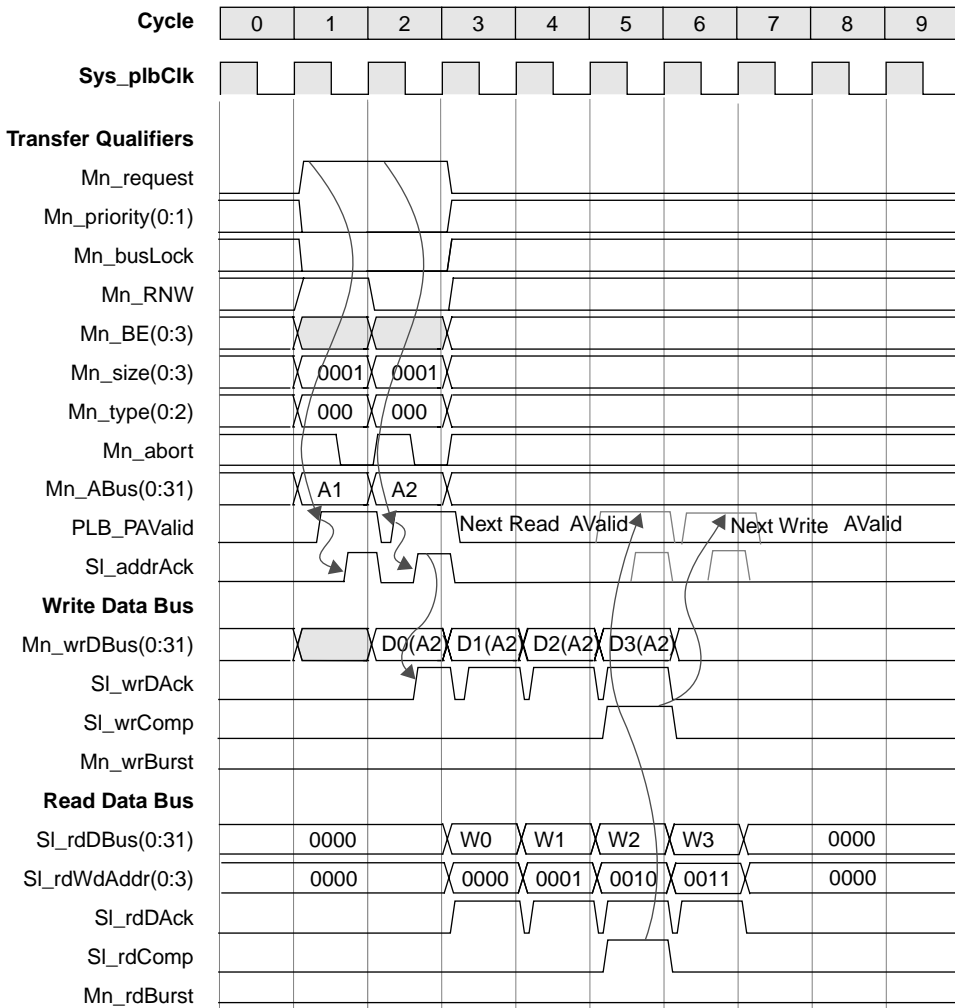 Cycle 0 1 2 3 4 5 6 7 8 9
Sys_plbClk
Transfer Qualifiers
Mn_request
Mn_priority(0:1)
Mn_busLock
Mn_RNW
Mn_BE(0:3)
Mn_size(0:3) 0001 0001
Mn_type(0:2) 000 000
Mn_abort
Mn_ABus(0:31) A1 A2
PLB_PAValid Next Read AValid Next Write AValid
Sl_addrAck
Write Data Bus
Mn_wrDBus(0:31) D0(A2 D1(A2 D2(A2 D3(A2
Sl_wrDAck
Sl_wrComp
Mn_wrBurst
Read Data Bus
Sl_rdDBus(0:31) 0000 W0 W1 W2 W3 0000
Sl_rdWdAddr(0:3) 0000 0000 0001 0010 0011 0000
Sl_rdDAck
Sl_rdComp
Mn_rdBurst